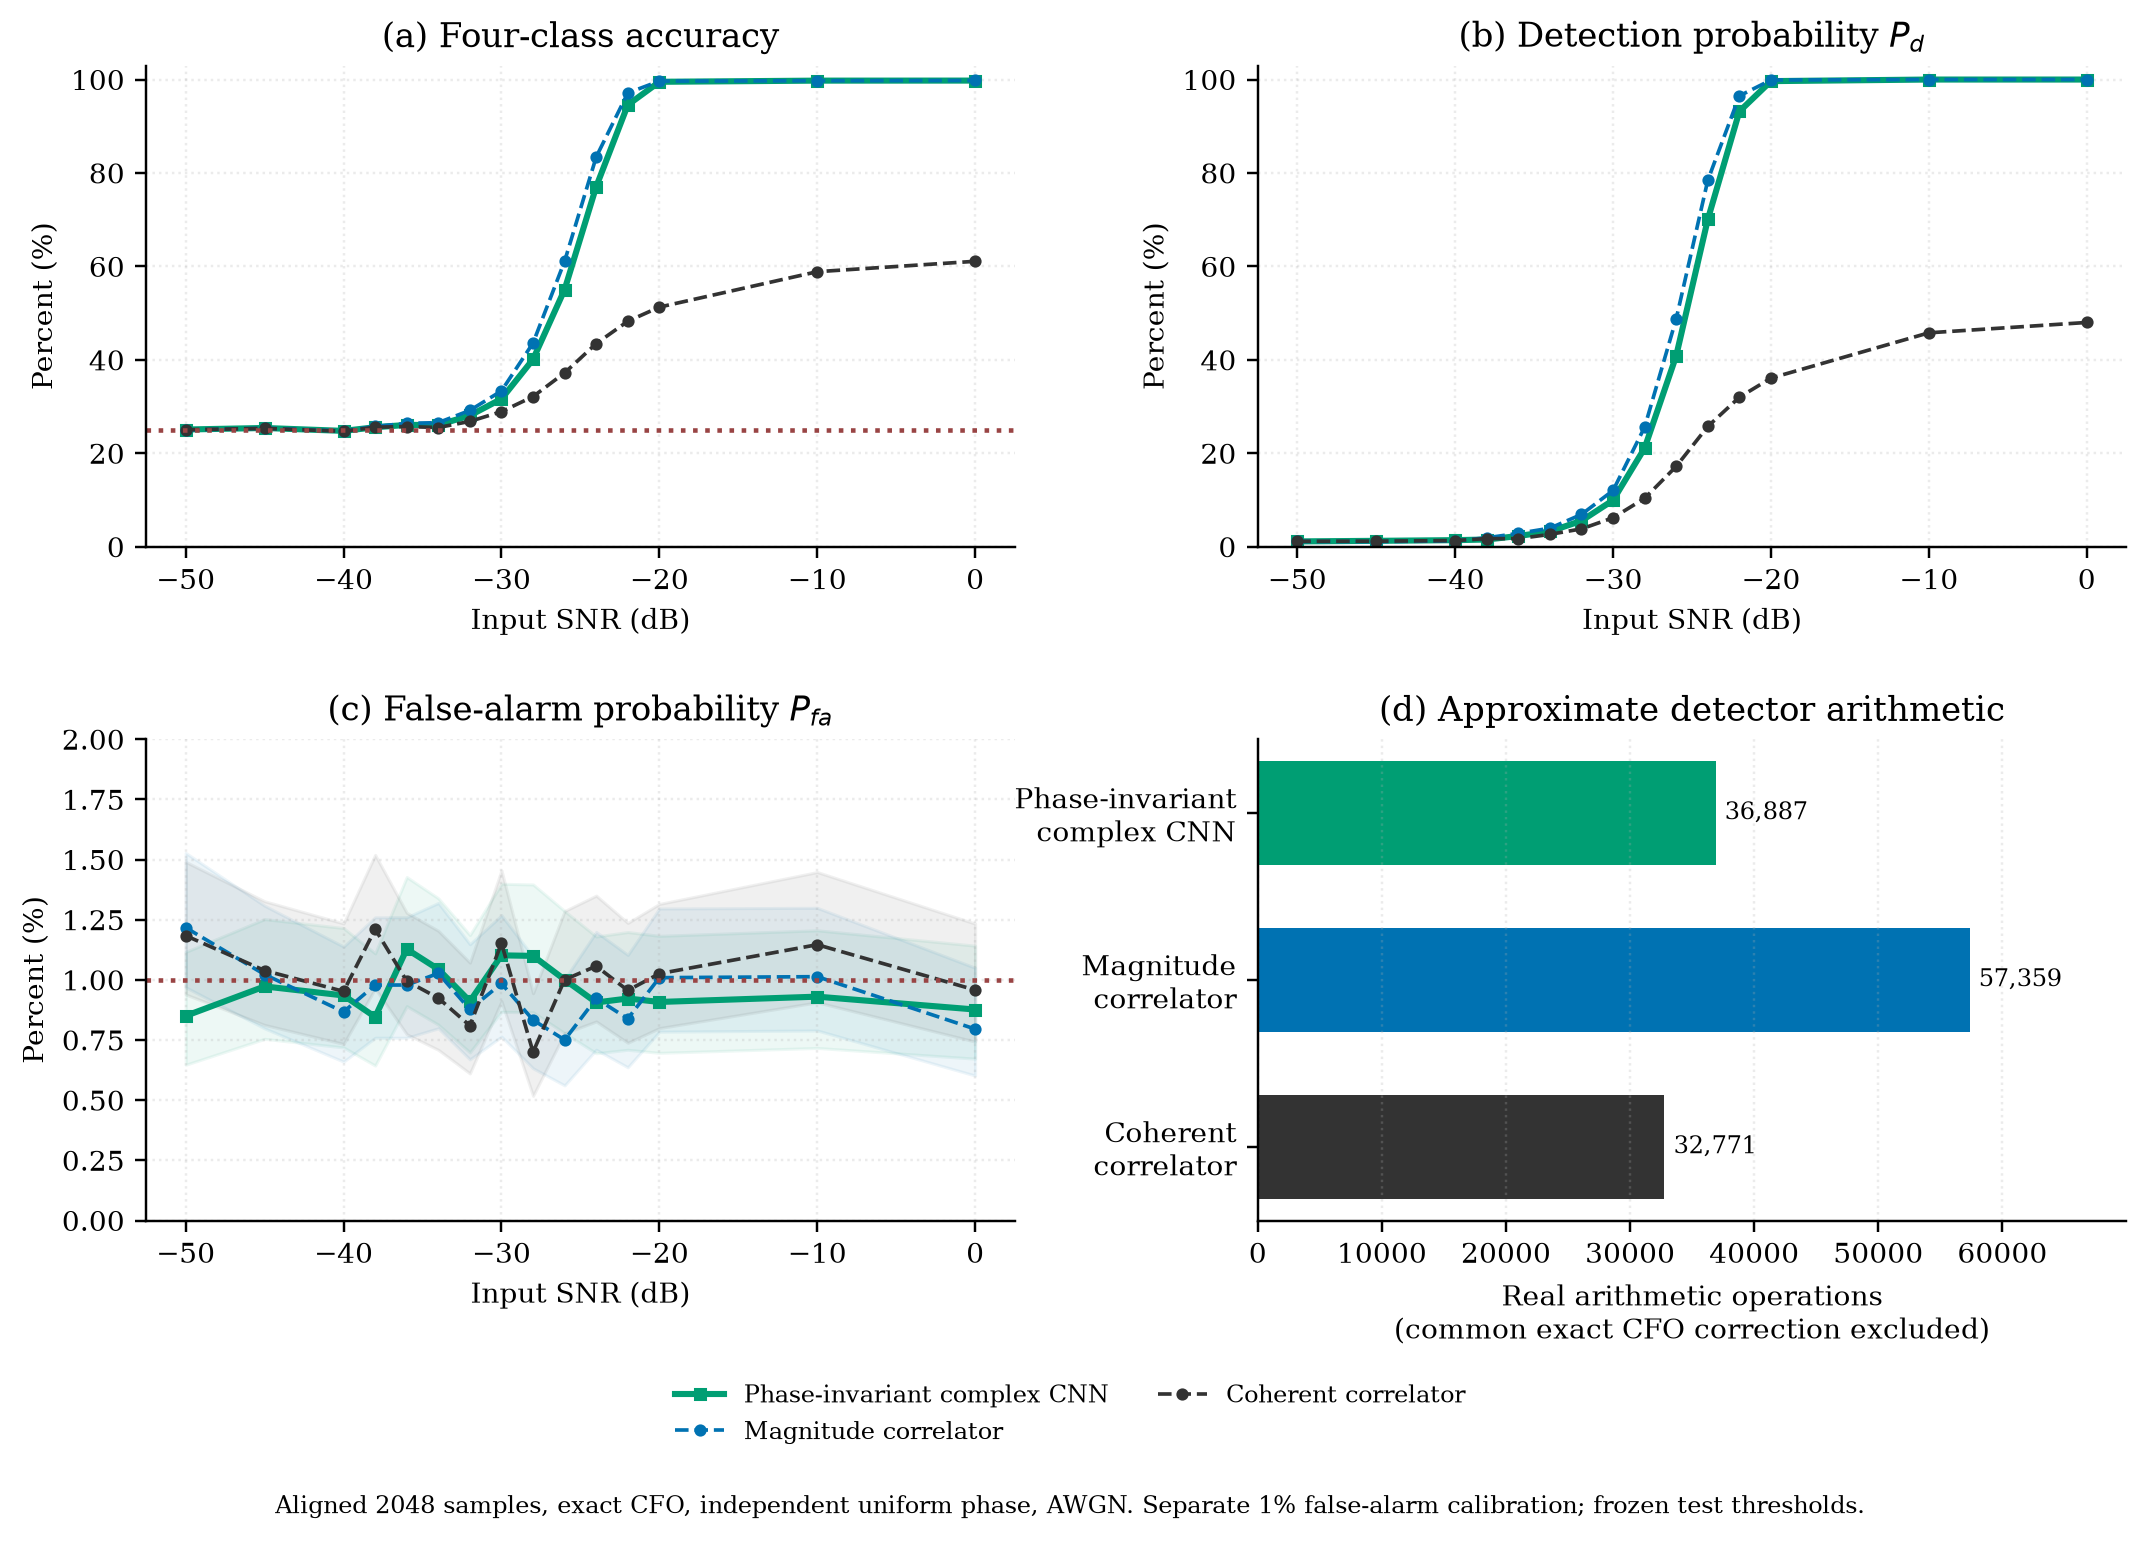 (a) Four-class accuracy
100
80
60
40
20
0
Percent (%)
−50
−40
−30
−20
−10
0
Input SNR (dB)
(b) Detection probability P_d
100
80
60
40
20
0
Percent (%)
−50
−40
−30
−20
−10
0
Input SNR (dB)
(c) False-alarm probability P_fa
2.00
1.75
1.50
1.25
1.00
0.75
0.50
0.25
0.00
Percent (%)
−50
−40
−30
−20
−10
0
Input SNR (dB)
(d) Approximate detector arithmetic
Phase-invariant
complex CNN
36,887
Magnitude
correlator
57,359
Coherent
correlator
32,771
0
10000
20000
30000
40000
50000
60000
Real arithmetic operations
(common exact CFO correction excluded)
Phase-invariant complex CNN
Magnitude correlator
Coherent correlator
Aligned 2048 samples, exact CFO, independent uniform phase, AWGN. Separate 1% false-alarm calibration; frozen test thresholds.